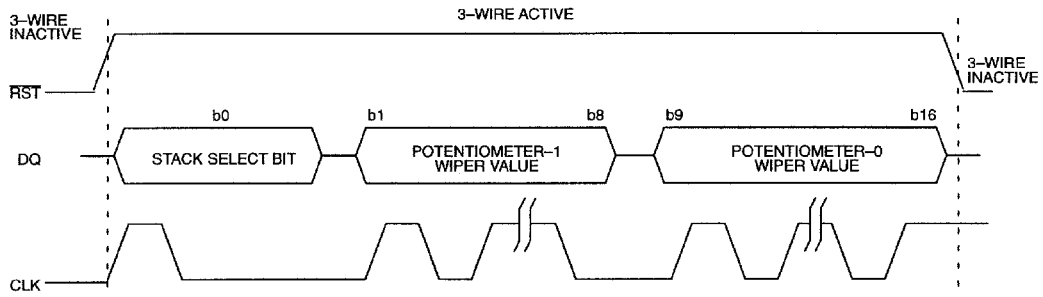 3–WIRE
INACTIVE
3–WIRE ACTIVE
3–WIRE
INACTIVE
RST
b0
b1
b8
b9
b16
DQ
STACK SELECT BIT
POTENTIOMETER–1
WIPER VALUE
POTENTIOMETER–0
WIPER VALUE
CLK